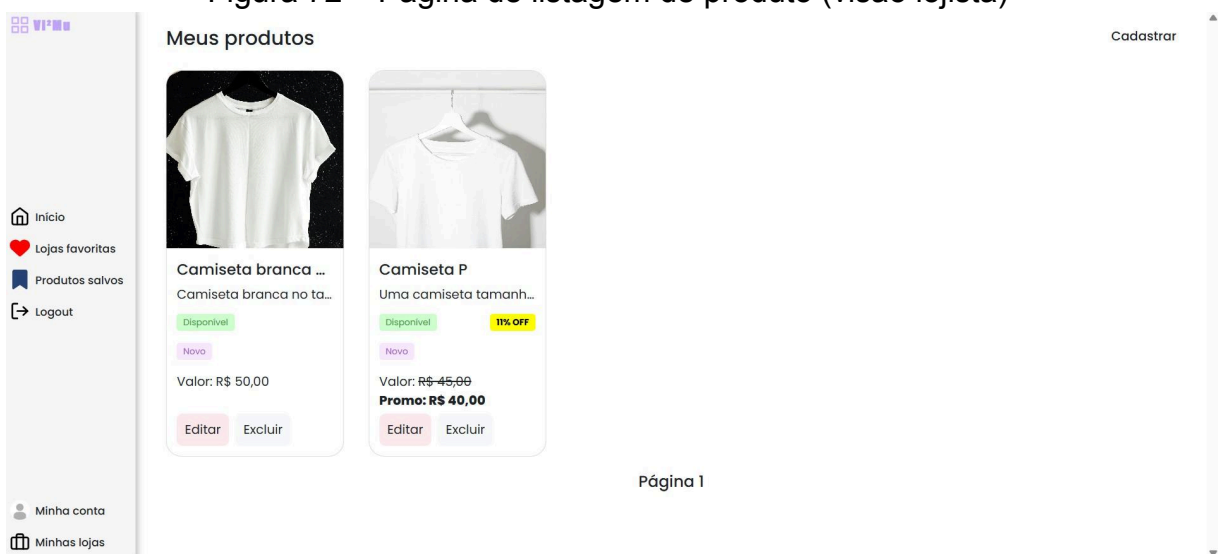 Meus produtos
Cadastrar
Início
Lojas favoritas
Produtos salvos
Logout
Minha conta
Minhas lojas
Camiseta branca ...
Camiseta branca no ta...
Disponível
Novo
Valor: R$ 50,00
Editar Excluir
Camiseta P
Uma camiseta tamanh...
Disponível 11% OFF
Novo
Valor: R$ 45,00
Promo: R$ 40,00
Editar Excluir
Página 1